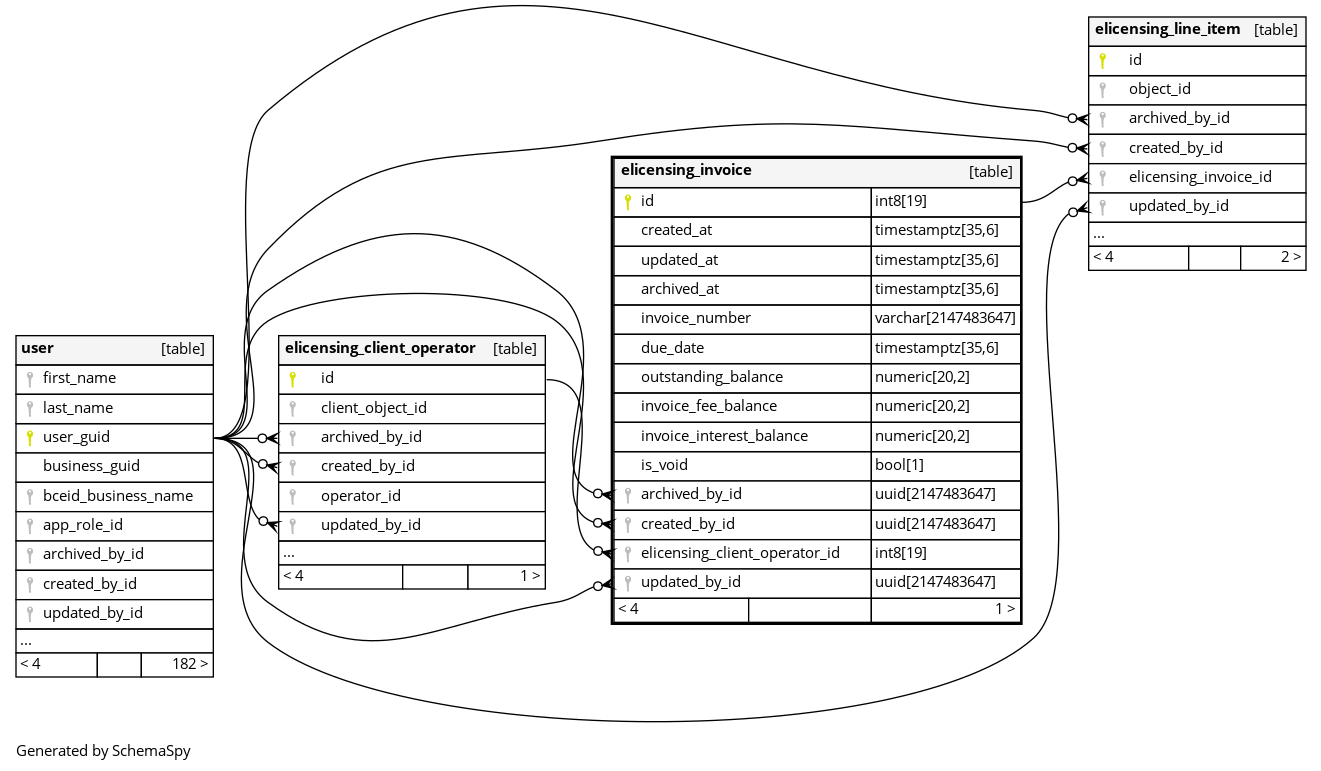 user [table]
first_name
last_name
user_guid
business_guid
bceid_business_name
app_role_id
archived_by_id
created_by_id
updated_by_id
...
< 4 182 >
elicensing_client_operator [table]
id
client_object_id
archived_by_id
created_by_id
operator_id
updated_by_id
...
< 4 1 >
elicensing_invoice [table]
id int8[19]
created_at timestamptz[35,6]
updated_at timestamptz[35,6]
archived_at timestamptz[35,6]
invoice_number varchar[2147483647]
due_date timestamptz[35,6]
outstanding_balance numeric[20,2]
invoice_fee_balance numeric[20,2]
invoice_interest_balance numeric[20,2]
is_void bool[1]
archived_by_id uuid[2147483647]
created_by_id uuid[2147483647]
elicensing_client_operator_id int8[19]
updated_by_id uuid[2147483647]
< 4 1 >
elicensing_line_item [table]
id
object_id
archived_by_id
created_by_id
elicensing_invoice_id
updated_by_id
...
< 4 2 >
Generated by SchemaSpy